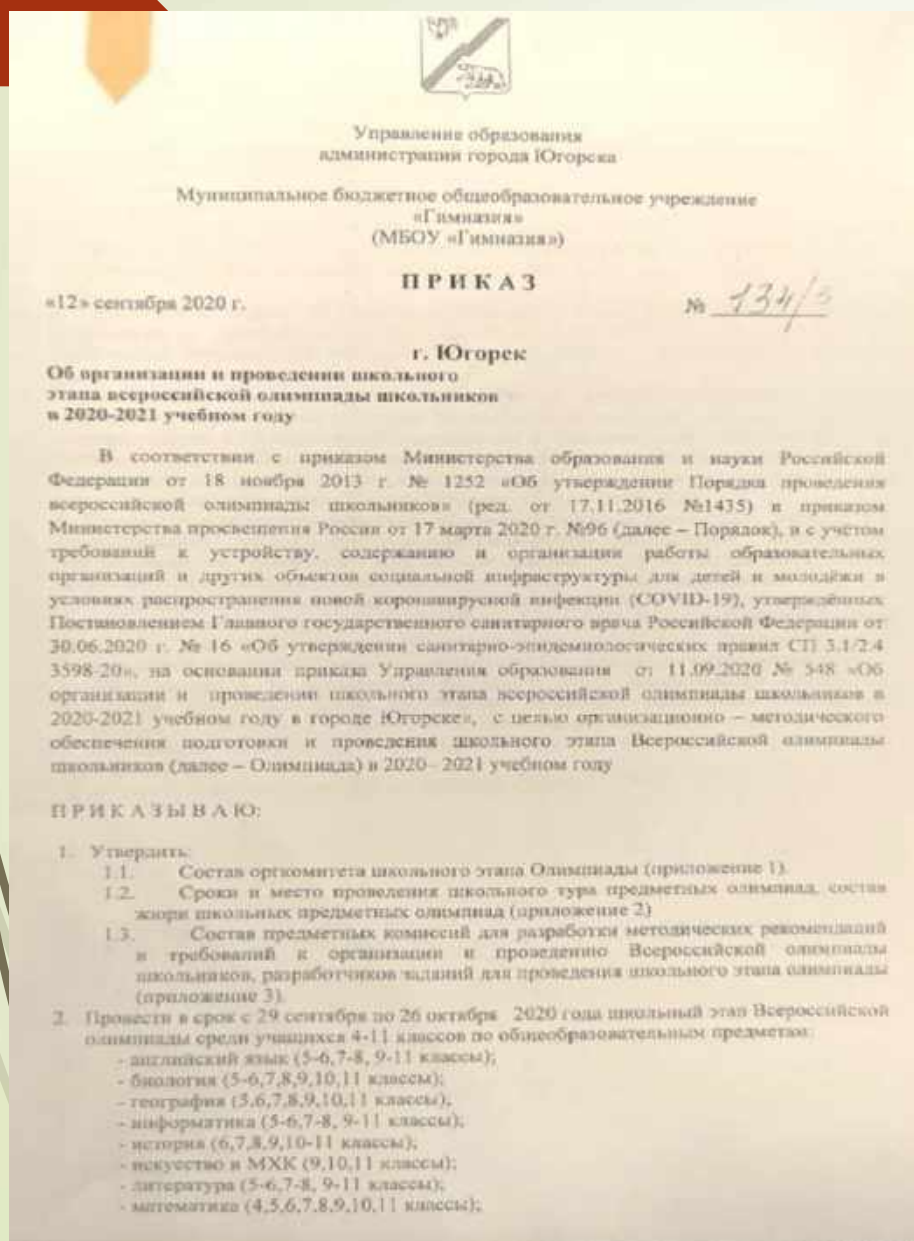 Управление образования
администрации города Югорска
Муниципальное бюджетное общеобразовательное учреждение
«Гимназия»
(МБОУ «Гимназия»)
П Р И К А З
«12» сентября 2020 г.
№ 134/5
г. Югорск
Об организации и проведении школьного
этапа всероссийской олимпиады школьников
в 2020-2021 учебном году
В соответствии с приказом Министерства образования и науки Российской
Федерации от 18 ноября 2013 г. № 1252 «Об утверждении Порядка проведения
всероссийской олимпиады школьников» (ред. от 17.11.2016 №1435) и приказом
Министерства просвещения России от 17 марта 2020 г. №96 (далее – Порядок), и с учётом
требований к устройству, содержанию и организации работы образовательных
организаций и других объектов социальной инфраструктуры для детей и молодёжи в
условиях распространения новой коронавирусной инфекции (COVID-19), утверждённых
Постановлением Главного государственного санитарного врача Российской Федерации от
30.06.2020 г. № 16 «Об утверждении санитарно-эпидемиологических правил СП 3.1/2.4
3598-20», на основании приказа Управления образования от 11.09.2020 № 548 «Об
организации и проведении школьного этапа всероссийской олимпиады школьников в
2020-2021 учебном году в городе Югорске», с целью организационно – методического
обеспечения подготовки и проведения школьного этапа Всероссийской олимпиады
школьников (далее – Олимпиада) в 2020- 2021 учебном году
П Р И К А З Ы В А Ю:
1. Утвердить:
1.1. Состав оргкомитета школьного этапа Олимпиады (приложение 1).
1.2. Сроки и место проведения школьного тура предметных олимпиад, состав
жюри школьных предметных олимпиад (приложение 2)
1.3. Состав предметных комиссий для разработки методических рекомендаций
и требований к организации и проведению Всероссийской олимпиады
школьников, разработчиков заданий для проведения школьного этапа олимпиады
(приложение 3).
2. Провести в срок с 29 сентября по 26 октября 2020 года школьный этап Всероссийской
олимпиады среди учащихся 4-11 классов по общеобразовательным предметам:
- английский язык (5-6,7-8, 9-11 классы);
- биология (5-6,7,8,9,10,11 классы);
- география (5,6,7,8,9,10,11 классы);
- информатика (5-6,7-8, 9-11 классы);
- история (6,7,8,9,10-11 классы);
- искусство и МХК (9,10,11 классы);
- литература (5-6,7-8, 9-11 классы);
- математика (4,5,6,7,8,9,10,11 классы);